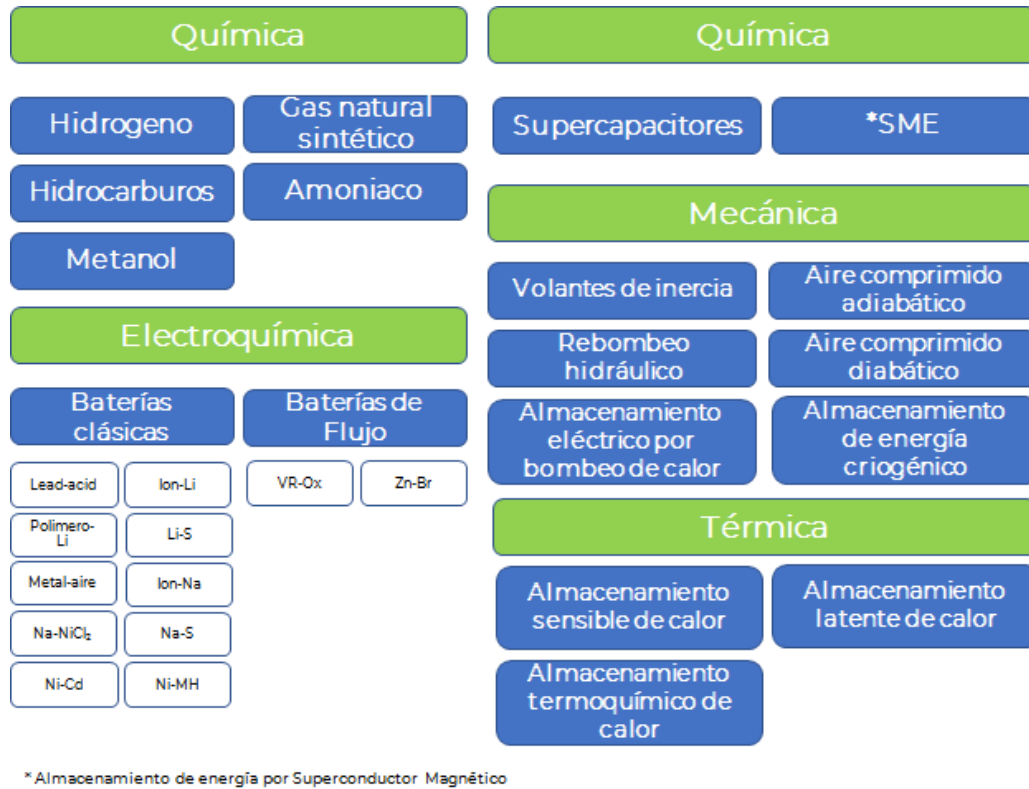 Química
Hidrogeno
Gas natural
sintético
Hidrocarburos
Amoniaco
Metanol
Electroquímica
Baterías
clásicas
Baterías de
Flujo
Lead-acid
Ion-Li
VR-Ox
Zn-Br
Polimero-
Li
Li-S
Metal-aire
Ion-Na
Na-NiCl₂
Na-S
Ni-Cd
Ni-MH
Química
Supercapacitores
*SME
Mecánica
Volantes de inercia
Aire comprimido
adiabático
Rebombeo
hidráulico
Aire comprimido
diabático
Almacenamiento
eléctrico por
bombeo de calor
Almacenamiento
de energía
criogénico
Térmica
Almacenamiento
sensible de calor
Almacenamiento
latente de calor
Almacenamiento
termoquímico de
calor
*Almacenamiento de energía por Superconductor Magnético